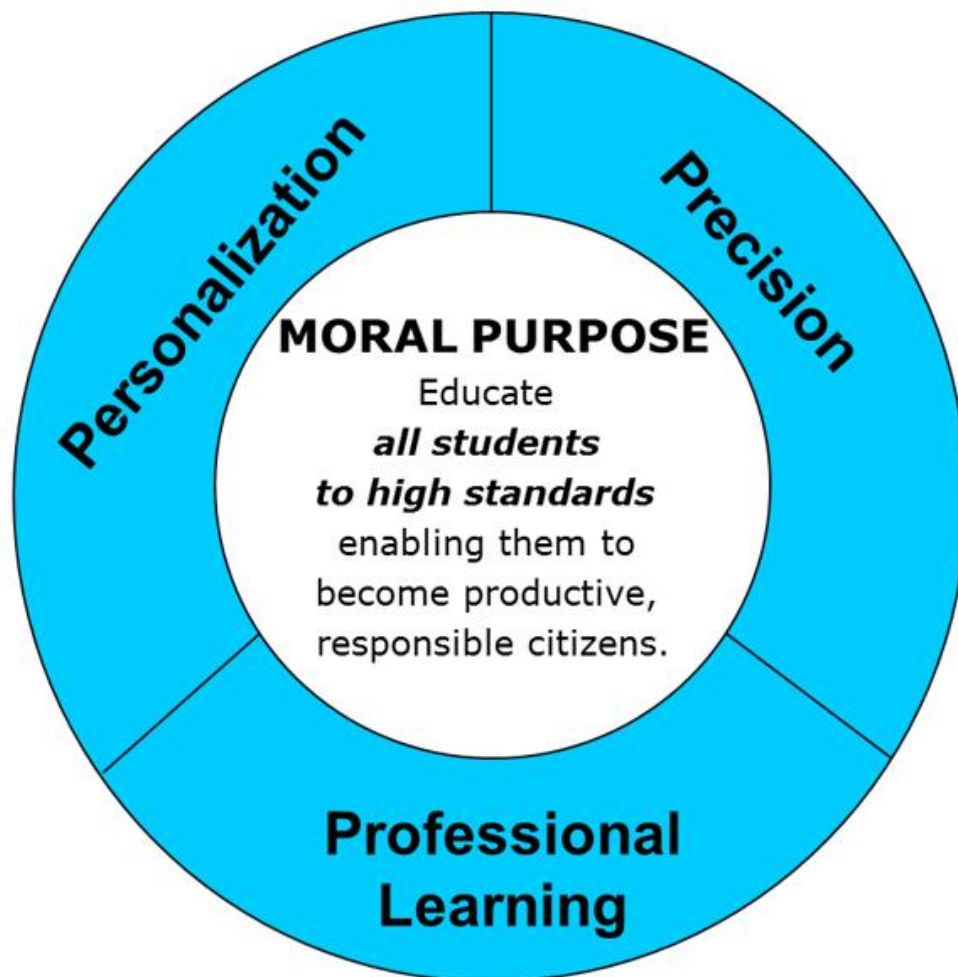 Personalization
Precision
MORAL PURPOSE
Educate
all students
to high standards
enabling them to
become productive,
responsible citizens.
Professional
Learning